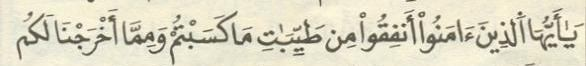 يَٰٓأَيُّهَا ٱلَّذِينَ ءَامَنُوٓا۟ أَنفِقُوا۟ مِن طَيِّبَٰتِ مَا كَسَبْتُمْ وَمِمَّآ أَخْرَجْنَا لَكُم